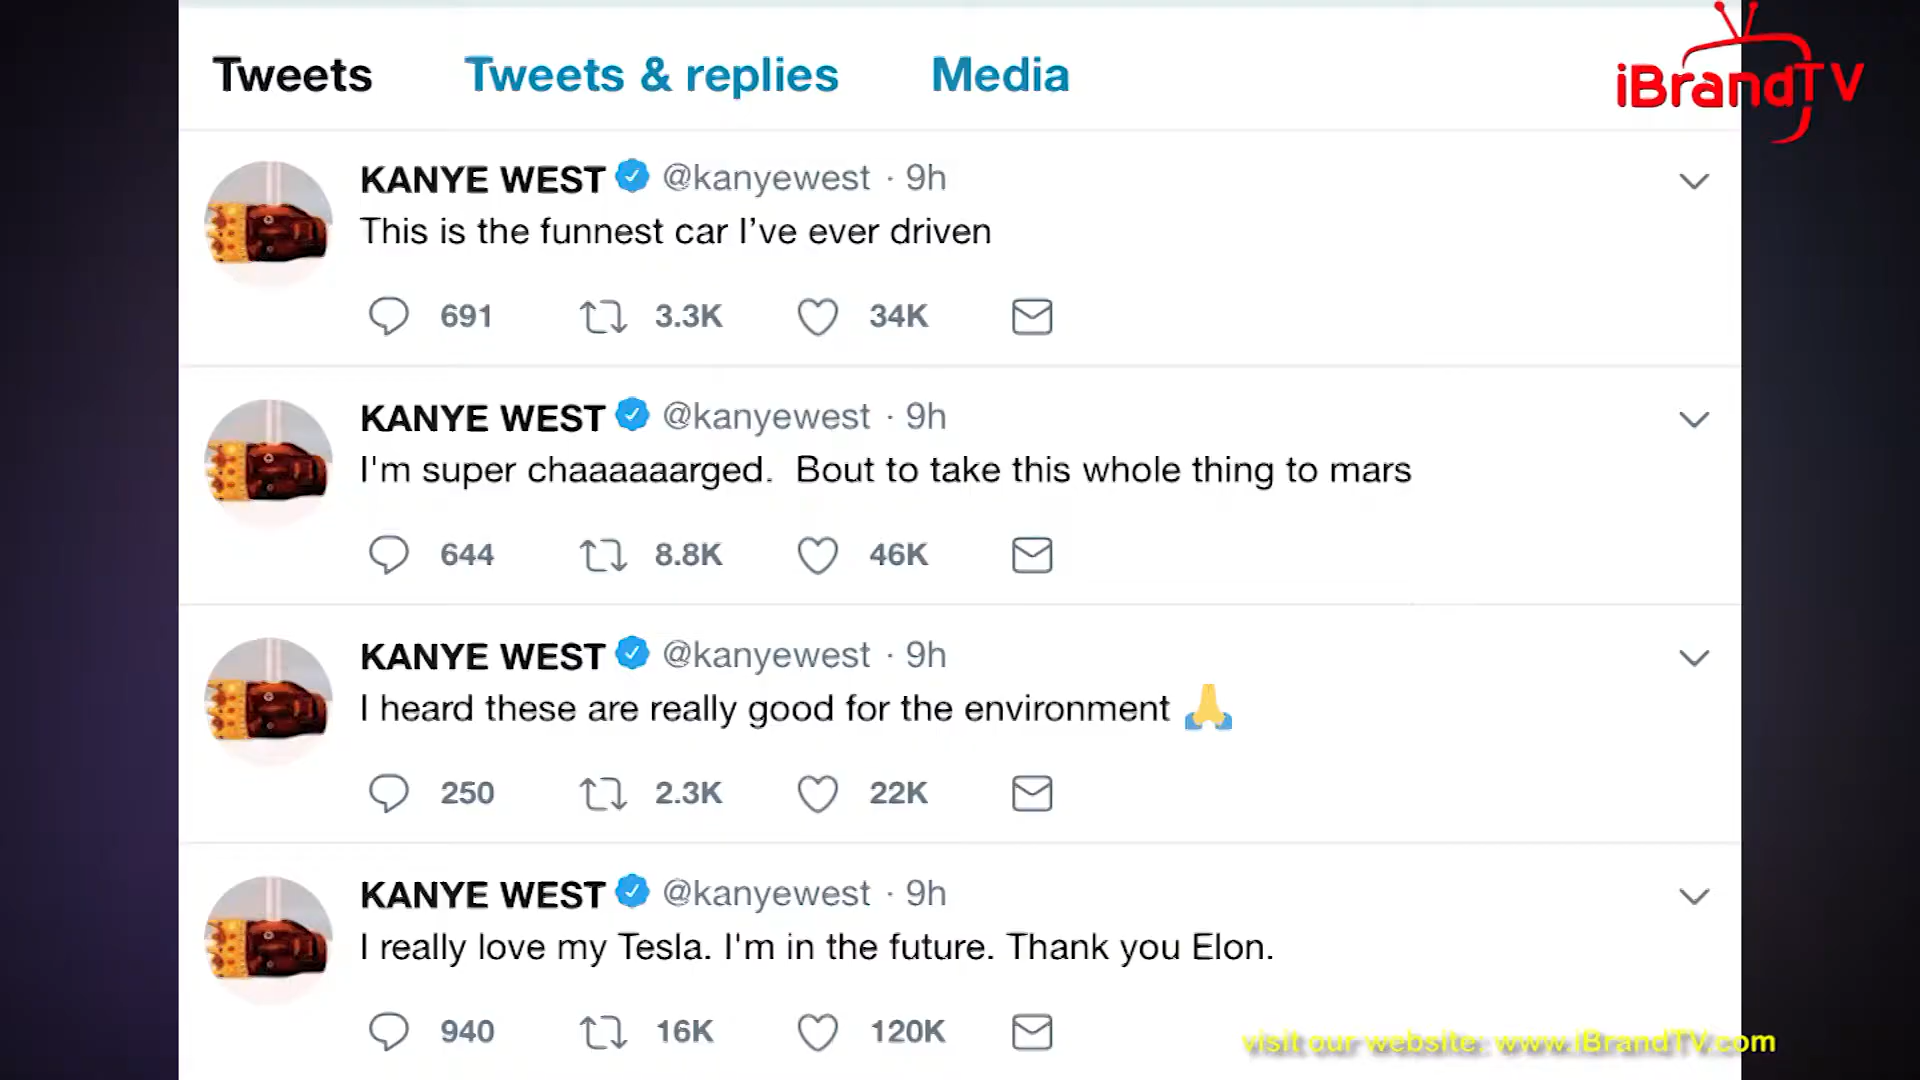 Tweets Tweets & replies Media
iBrandTV
KANYE WEST @kanyewest · 9h
This is the funnest car I’ve ever driven
691 3.3K 34K
KANYE WEST @kanyewest · 9h
I'm super chaaaaaarged. Bout to take this whole thing to mars
644 8.8K 46K
KANYE WEST @kanyewest · 9h
I heard these are really good for the environment 🙏
250 2.3K 22K
KANYE WEST @kanyewest · 9h
I really love my Tesla. I'm in the future. Thank you Elon.
940 16K 120K
visit our website: www.iBrandTV.com